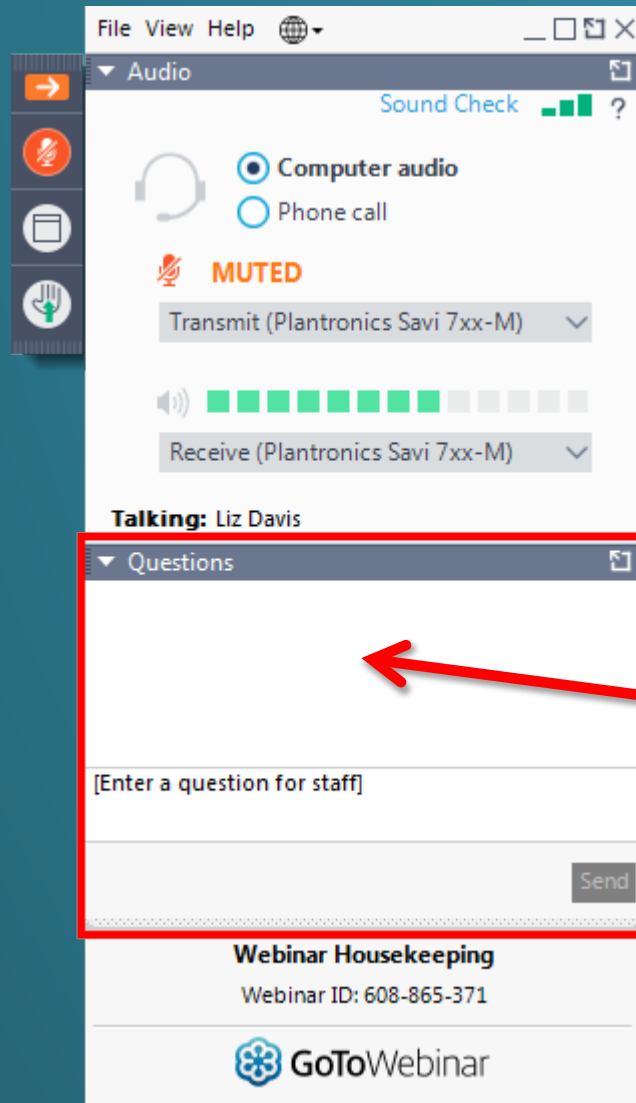 File View Help
Audio
Sound Check ?
Computer audio
Phone call
MUTED
Transmit (Plantronics Savi 7xx-M)
Receive (Plantronics Savi 7xx-M)
Talking: Liz Davis
Questions
[Enter a question for staff]
Send
Webinar Housekeeping
Webinar ID: 608-865-371
GoToWebinar